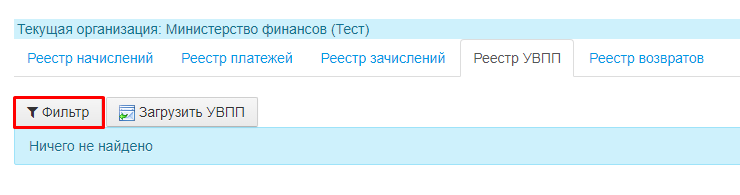 Текущая организация: Министерство финансов (Тест)
Реестр начислений Реестр платежей Реестр зачислений Реестр УВПП Реестр возвратов
Фильтр Загрузить УВПП
Ничего не найдено